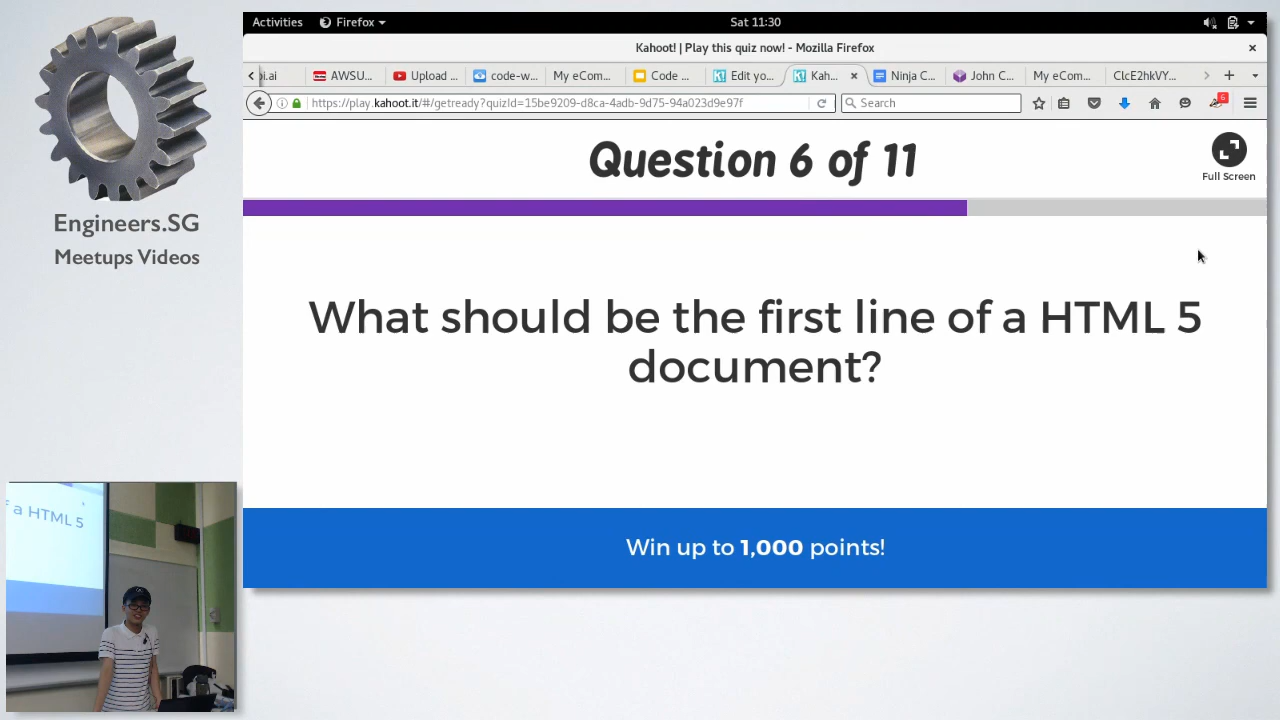 Activities Firefox Sat 11:30
Kahoot! | Play this quiz now! - Mozilla Firefox
AWSU... Upload ... code-w... My eCom... Code ... Edit yo... Kah... Ninja C... John C... My eCom... ClcE2hkVY...
https://play.kahoot.it/#/getready?quizId=15be9209-d8ca-4adb-9d75-94a023d9e97f Search 6
Question 6 of 11
Full Screen
What should be the first line of a HTML 5
document?
Win up to 1,000 points!
Engineers.SG
Meetups Videos
of a HTML 5